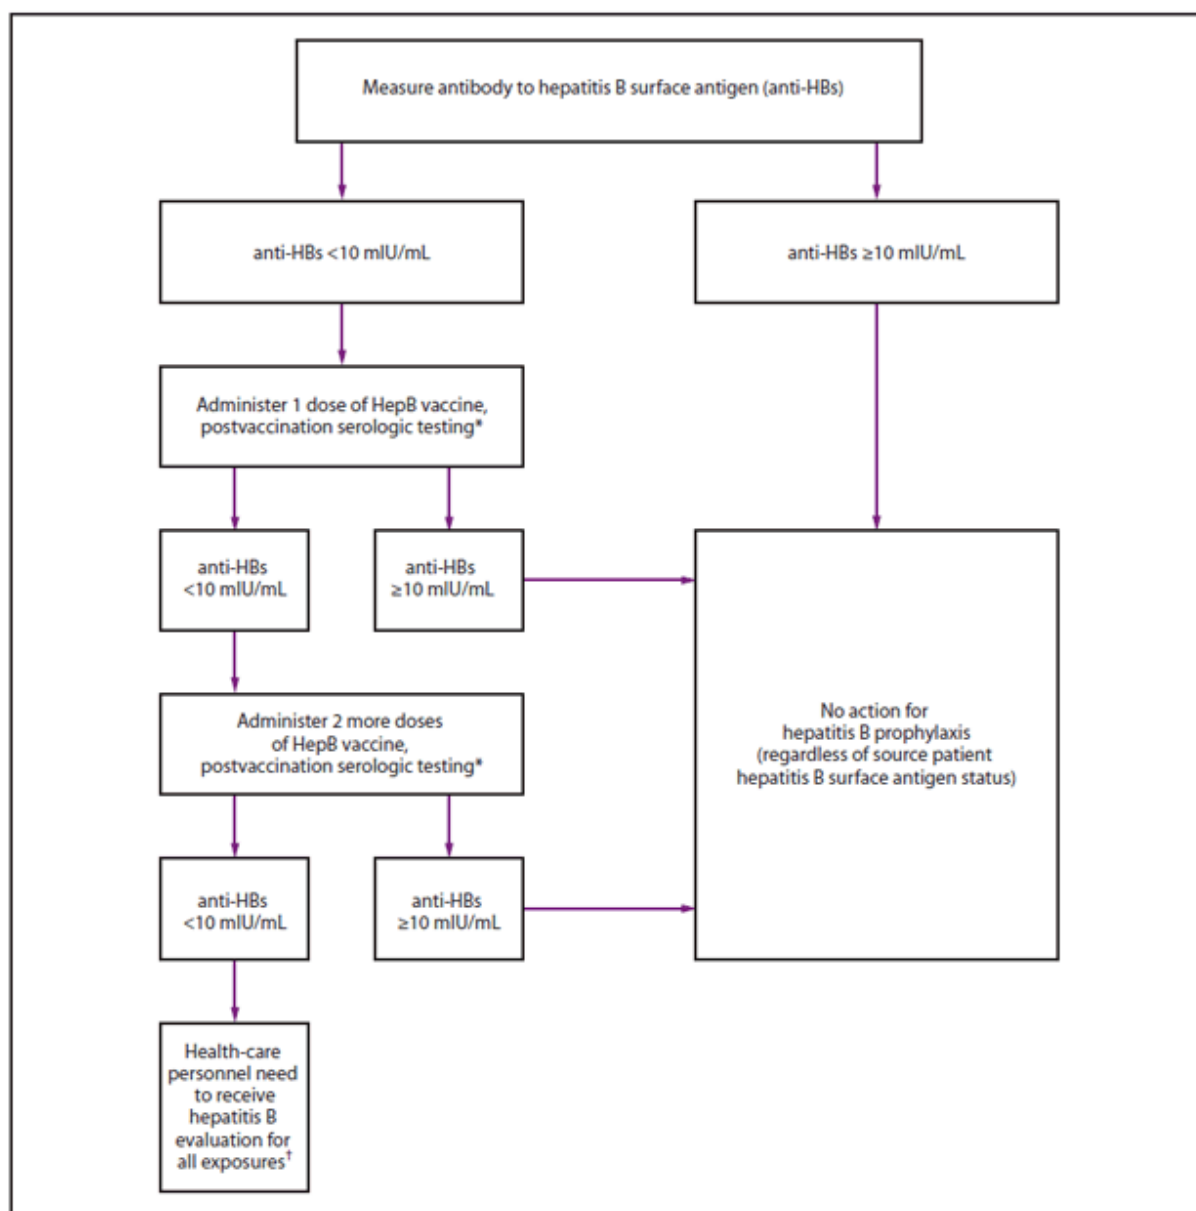 Measure antibody to hepatitis B surface antigen (anti-HBs)
anti-HBs <10 mIU/mL
anti-HBs ≥10 mIU/mL
Administer 1 dose of HepB vaccine,
postvaccination serologic testing*
anti-HBs
<10 mIU/mL
anti-HBs
≥10 mIU/mL
Administer 2 more doses
of HepB vaccine,
postvaccination serologic testing*
No action for
hepatitis B prophylaxis
(regardless of source patient
hepatitis B surface antigen status)
anti-HBs
<10 mIU/mL
anti-HBs
≥10 mIU/mL
Health-care
personnel need
to receive
hepatitis B
evaluation for
all exposures†